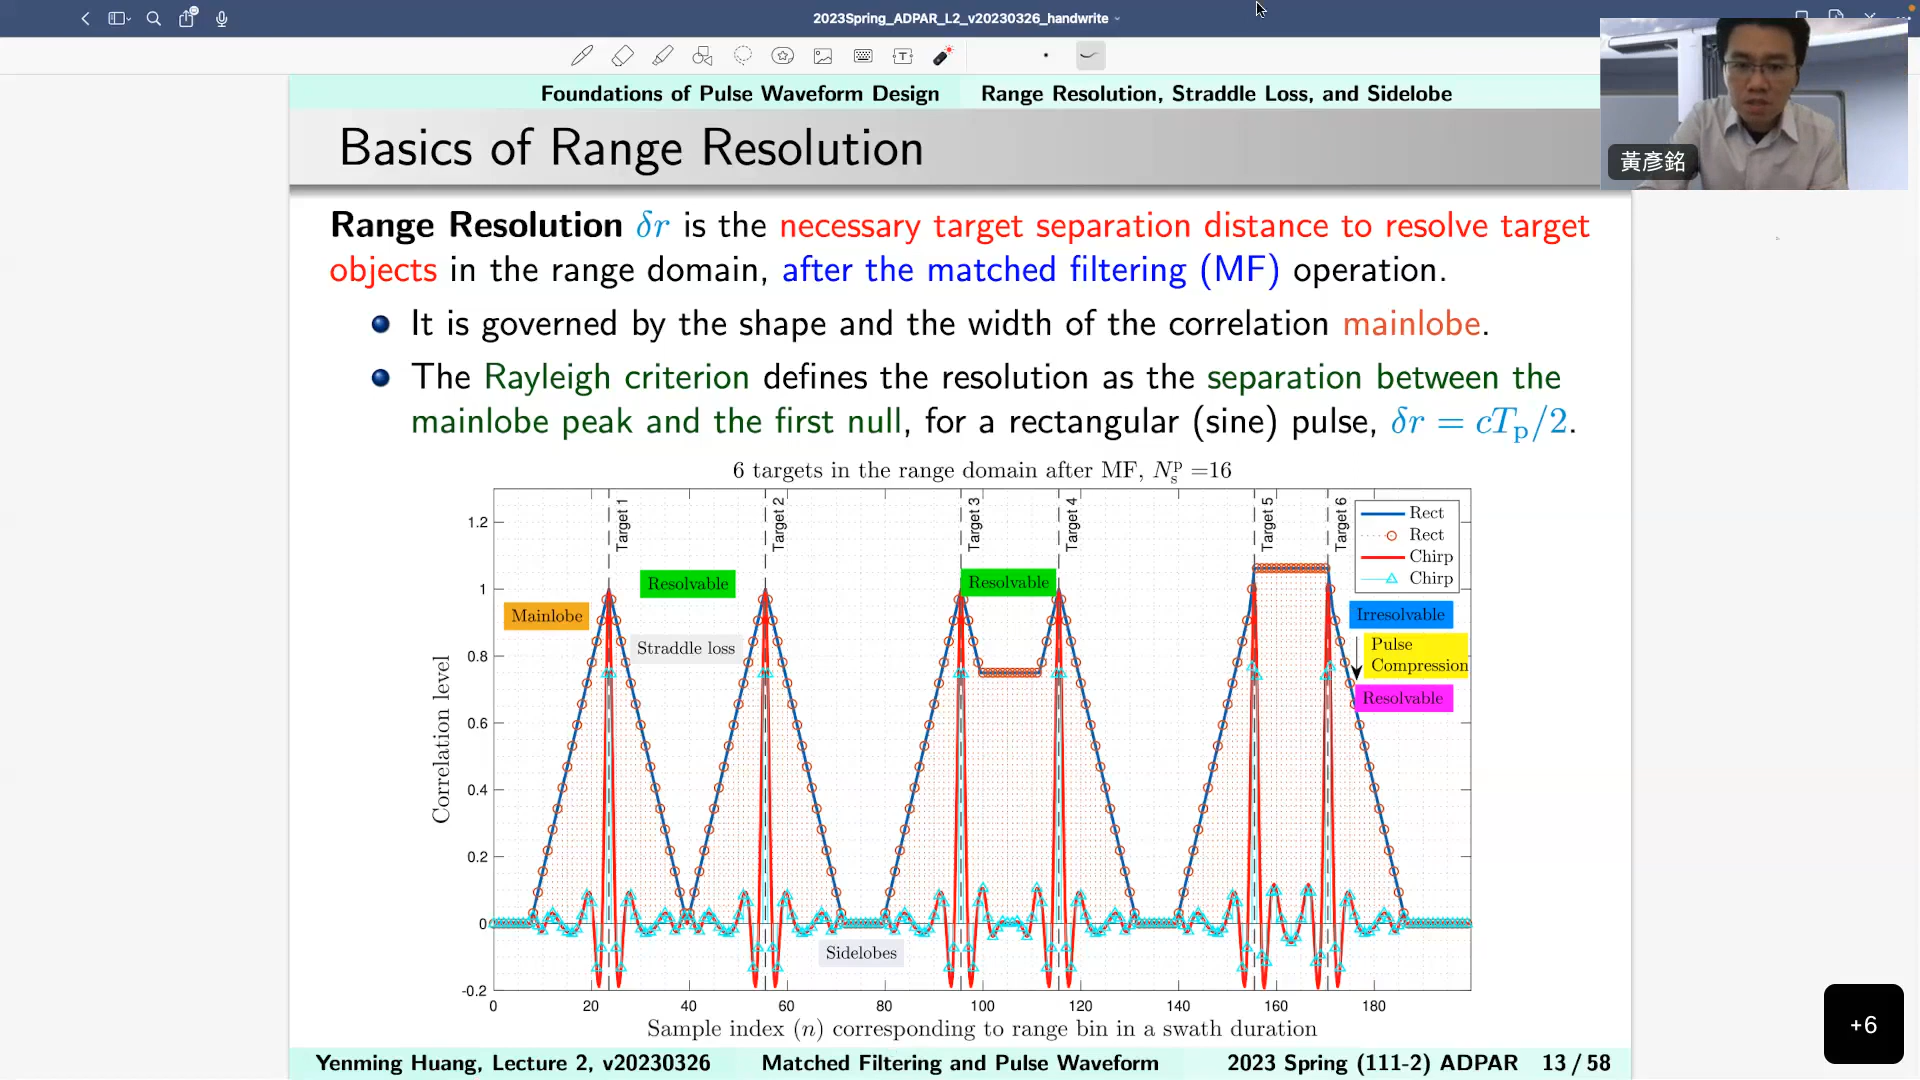 2023Spring_ADPAR_L2_v20230326_handwrite
Foundations of Pulse Waveform Design Range Resolution, Straddle Loss, and Sidelobe
黃彥銘
Basics of Range Resolution
Range Resolution δr is the necessary target separation distance to resolve target
objects in the range domain, after the matched filtering (MF) operation.
It is governed by the shape and the width of the correlation mainlobe.
The Rayleigh criterion defines the resolution as the separation between the
mainlobe peak and the first null, for a rectangular (sine) pulse, δr = cTp/2.
6 targets in the range domain after MF, Nsp =16
Target 1
Target 2
Target 3
Target 4
Target 5
Target 6
Rect
Rect
Chirp
Chirp
Resolvable
Resolvable
Mainlobe
Straddle loss
Irresolvable
Pulse
Compression
Resolvable
Sidelobes
Correlation level
1.2
1
0.8
0.6
0.4
0.2
0
-0.2
0 20 40 60 80 100 120 140 160 180
Sample index (n) corresponding to range bin in a swath duration
Yenming Huang, Lecture 2, v20230326 Matched Filtering and Pulse Waveform 2023 Spring (111-2) ADPAR 13 / 58
+6